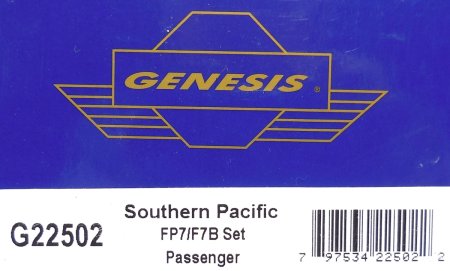 GENESIS®
Southern Pacific
G22502
FP7/F7B Set
Passenger
7 97534 22502 2